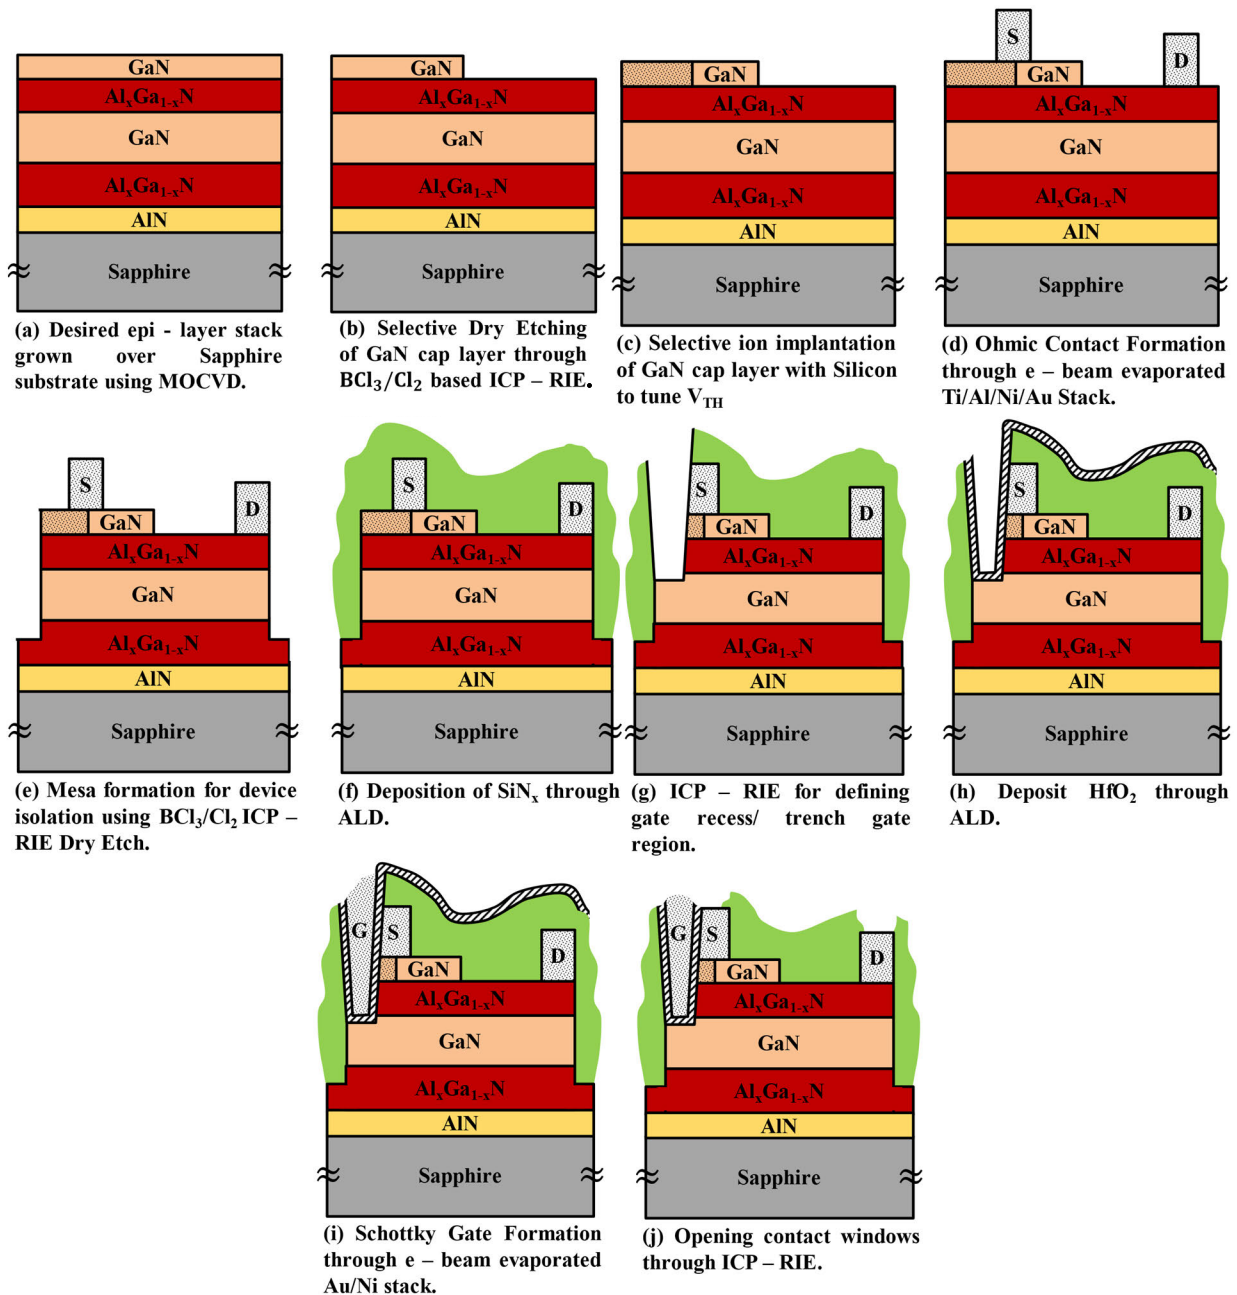 GaN
AlₓGa₁₋ₓN
GaN
AlₓGa₁₋ₓN
AlN
Sapphire
(a) Desired epi - layer stack
grown over Sapphire
substrate using MOCVD.
GaN
AlₓGa₁₋ₓN
GaN
AlₓGa₁₋ₓN
AlN
Sapphire
(b) Selective Dry Etching
of GaN cap layer through
BCl₃/Cl₂ based ICP – RIE.
GaN
AlₓGa₁₋ₓN
GaN
AlₓGa₁₋ₓN
AlN
Sapphire
(c) Selective ion implantation
of GaN cap layer with Silicon
to tune V_TH
S
D
GaN
AlₓGa₁₋ₓN
GaN
AlₓGa₁₋ₓN
AlN
Sapphire
(d) Ohmic Contact Formation
through e – beam evaporated
Ti/Al/Ni/Au Stack.
S
D
GaN
AlₓGa₁₋ₓN
GaN
AlₓGa₁₋ₓN
AlN
Sapphire
(e) Mesa formation for device
isolation using BCl₃/Cl₂ ICP –
RIE Dry Etch.
S
D
GaN
AlₓGa₁₋ₓN
GaN
AlₓGa₁₋ₓN
AlN
Sapphire
(f) Deposition of SiNₓ through
ALD.
S
D
GaN
AlₓGa₁₋ₓN
GaN
AlₓGa₁₋ₓN
AlN
Sapphire
(g) ICP – RIE for defining
gate recess/ trench gate
region.
S
D
GaN
AlₓGa₁₋ₓN
GaN
AlₓGa₁₋ₓN
AlN
Sapphire
(h) Deposit HfO₂ through
ALD.
G S
D
GaN
AlₓGa₁₋ₓN
GaN
AlₓGa₁₋ₓN
AlN
Sapphire
(i) Schottky Gate Formation
through e – beam evaporated
Au/Ni stack.
G S
D
GaN
AlₓGa₁₋ₓN
GaN
AlₓGa₁₋ₓN
AlN
Sapphire
(j) Opening contact windows
through ICP – RIE.